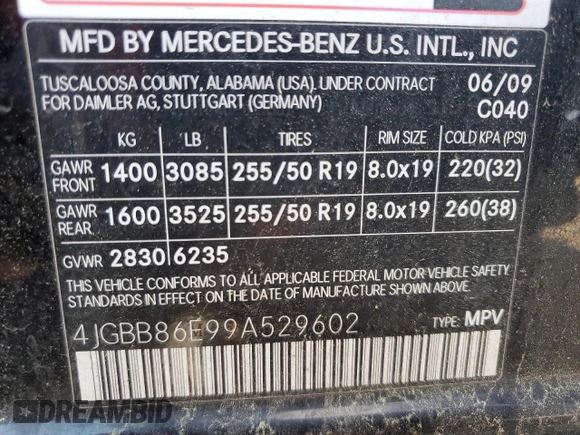 MFD BY MERCEDES-BENZ U.S. INTL., INC
TUSCALOOSA COUNTY, ALABAMA (USA). UNDER CONTRACT 06/09
FOR DAIMLER AG, STUTTGART (GERMANY) C040
KG LB TIRES RIM SIZE COLD KPA (PSI)
GAWR FRONT 1400 3085 255/50 R19 8.0x19 220(32)
GAWR REAR 1600 3525 255/50 R19 8.0x19 260(38)
GVWR 2830 6235
THIS VEHICLE CONFORMS TO ALL APPLICABLE FEDERAL MOTOR VEHICLE SAFETY
STANDARDS IN EFFECT ON THE DATE OF MANUFACTURE SHOWN ABOVE.
4JGBB86E99A529602 TYPE: MPV
DREAMBID